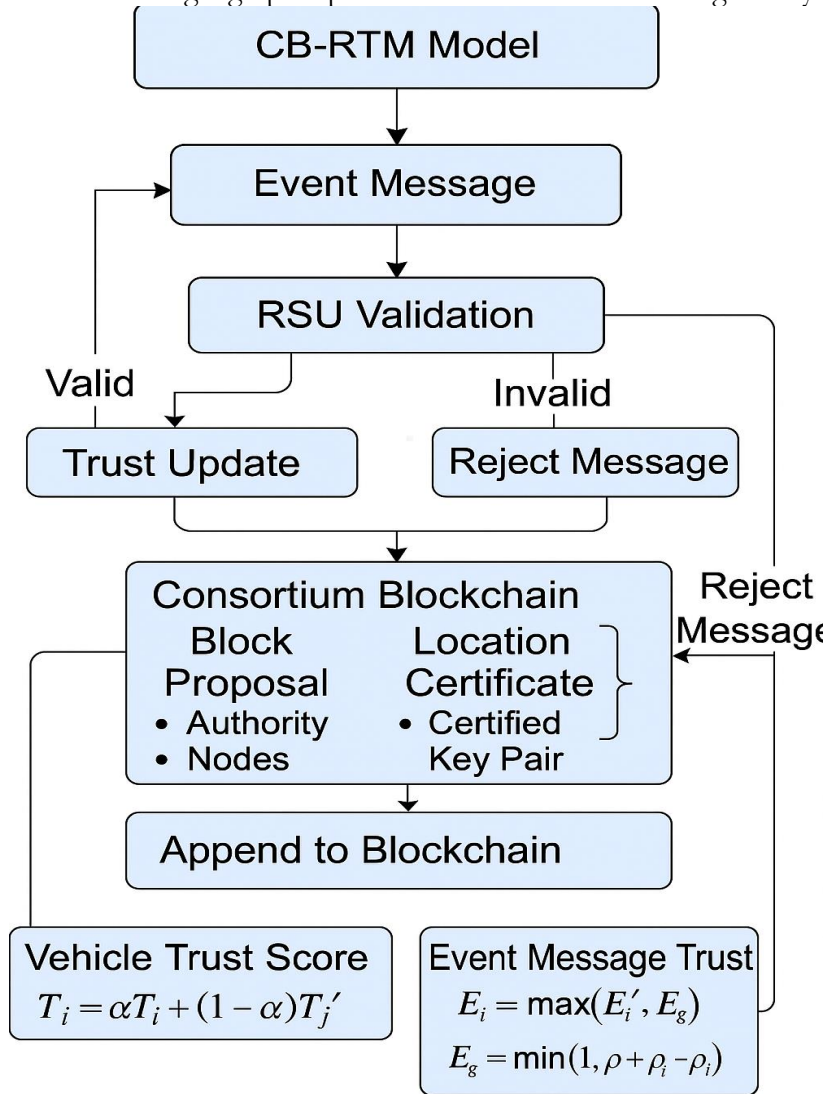 CB-RTM Model
Event Message
RSU Validation
Valid
Invalid
Trust Update
Reject Message
Consortium Blockchain
Block
Proposal
• Authority
• Nodes
Location
Certificate
• Certified
Key Pair
Reject
Message
Append to Blockchain
Vehicle Trust Score
T_i = αT_i + (1 − α)T_j′
Event Message Trust
E_i = max(E_i′, E_g)
E_g = min(1, ρ + ρ_i − ρ_i)